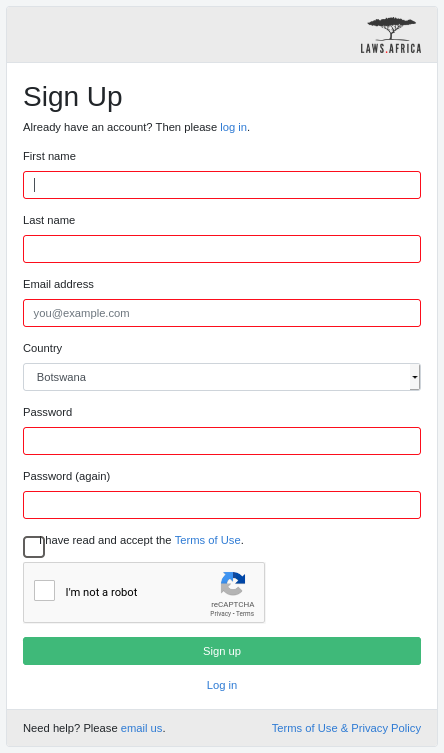 LAWS.AFRICA
Sign Up
Already have an account? Then please log in.
First name
Last name
Email address
you@example.com
Country
Botswana
Password
Password (again)
I have read and accept the Terms of Use.
I'm not a robot
reCAPTCHA
Privacy • Terms
Sign up
Log in
Need help? Please email us.
Terms of Use & Privacy Policy